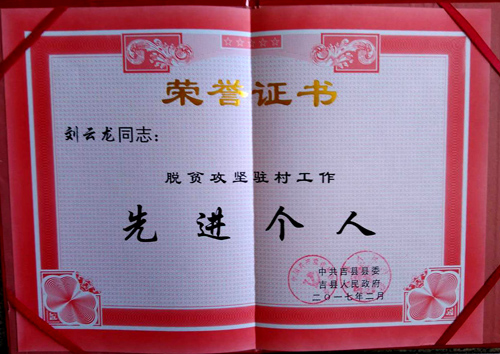 荣誉证书
刘云龙同志:
脱贫攻坚驻村工作
先进个人
中共吉县县委
吉县人民政府
二〇一七年二月